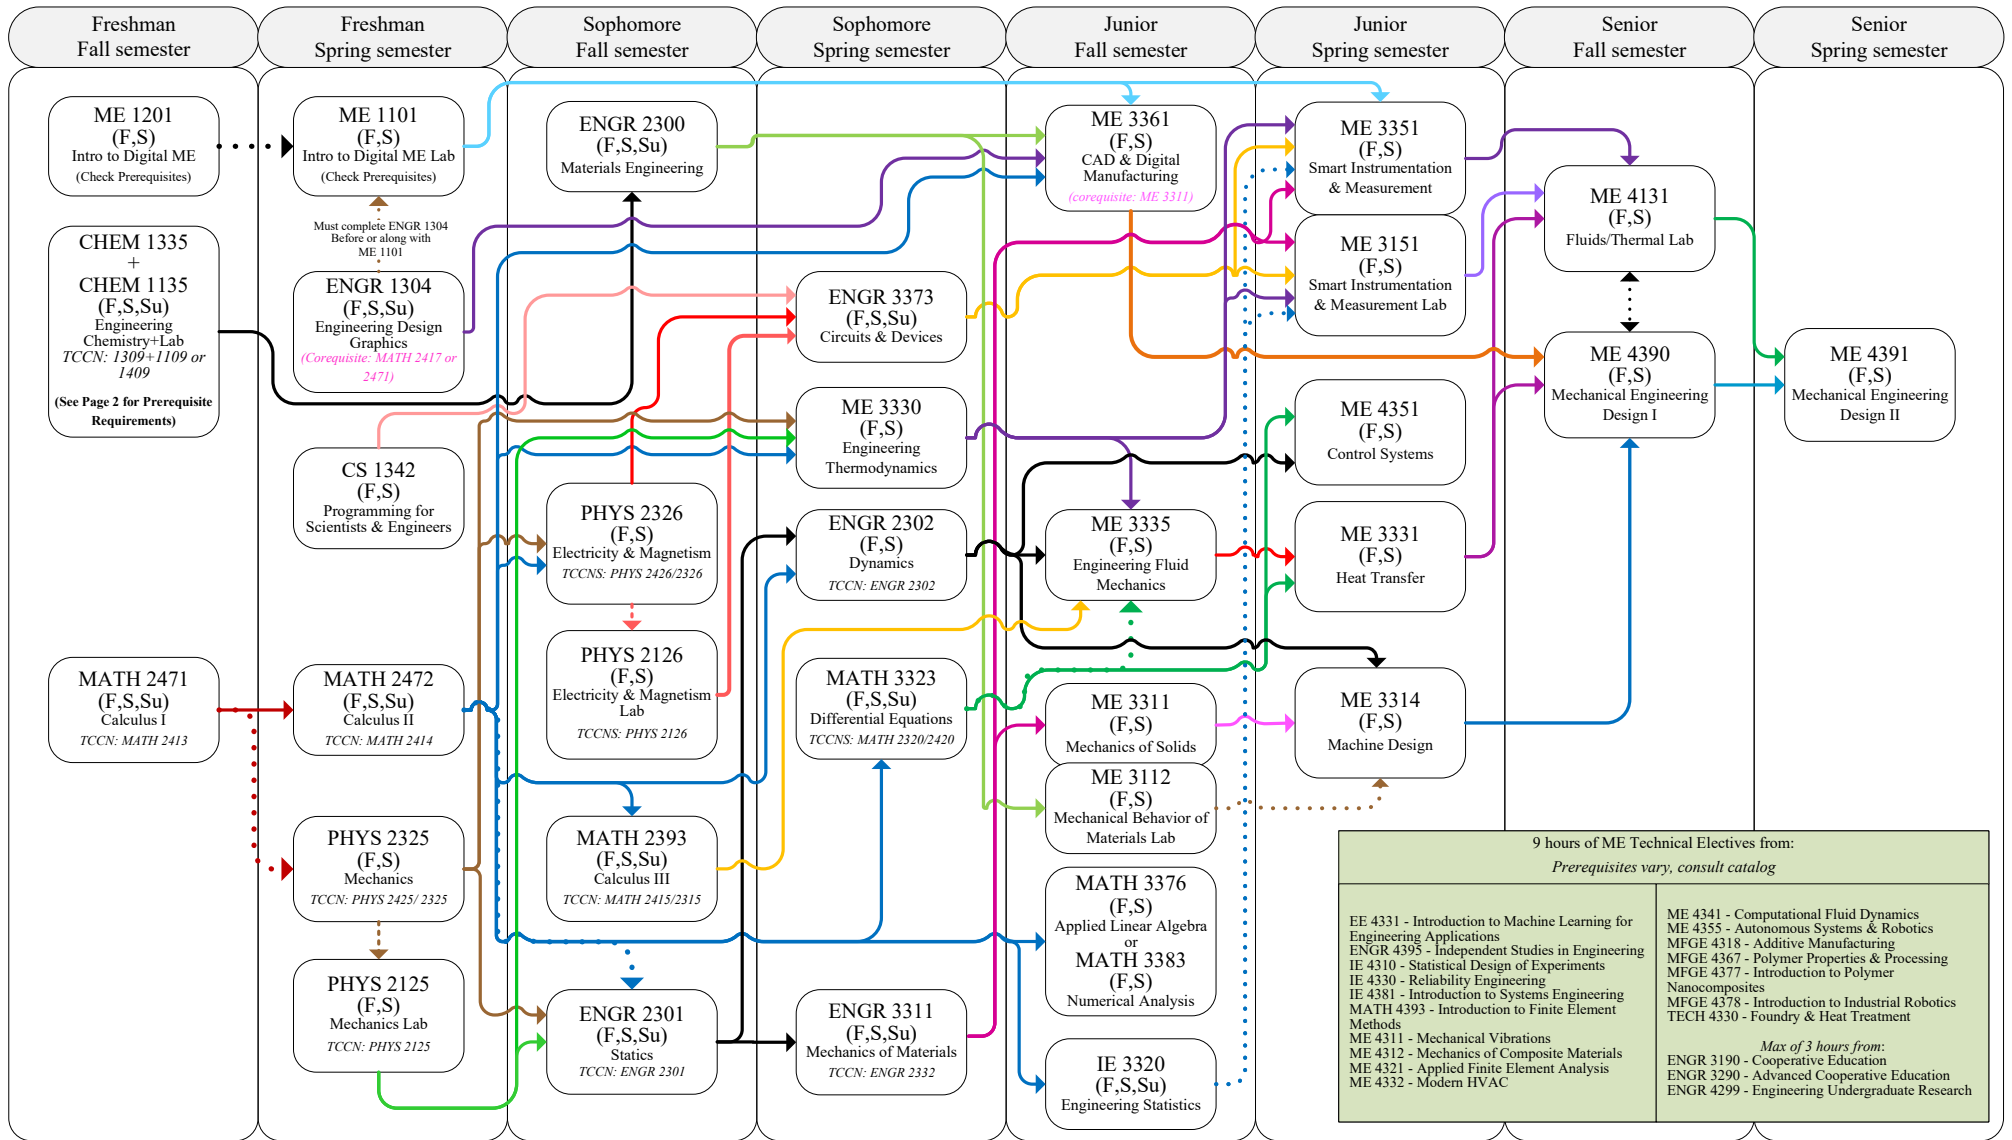 Freshman
Fall semester
Freshman
Spring semester
Sophomore
Fall semester
Sophomore
Spring semester
Junior
Fall semester
Junior
Spring semester
Senior
Fall semester
Senior
Spring semester
ME 1201
(F,S)
Intro to Digital ME
(Check Prerequisites)
CHEM 1335
+
CHEM 1135
(F,S,Su)
Engineering
Chemistry+Lab
TCCN: 1309+1109 or
1409
(See Page 2 for Prerequisite
Requirements)
MATH 2471
(F,S,Su)
Calculus I
TCCN: MATH 2413
ME 1101
(F,S)
Intro to Digital ME Lab
(Check Prerequisites)
Must complete ENGR 1304
Before or along with
ME 1101
ENGR 1304
(F,S,Su)
Engineering Design
Graphics
(Corequisite: MATH 2417 or
2471)
CS 1342
(F,S)
Programming for
Scientists & Engineers
MATH 2472
(F,S,Su)
Calculus II
TCCN: MATH 2414
PHYS 2325
(F,S)
Mechanics
TCCN: PHYS 2425/ 2325
PHYS 2125
(F,S)
Mechanics Lab
TCCN: PHYS 2125
ENGR 2300
(F,S,Su)
Materials Engineering
PHYS 2326
(F,S)
Electricity & Magnetism
TCCNS: PHYS 2426/2326
PHYS 2126
(F,S)
Electricity & Magnetism
Lab
TCCNS: PHYS 2126
MATH 2393
(F,S,Su)
Calculus III
TCCN: MATH 2415/2315
ENGR 2301
(F,S,Su)
Statics
TCCN: ENGR 2301
ENGR 3373
(F,S,Su)
Circuits & Devices
ME 3330
(F,S)
Engineering
Thermodynamics
ENGR 2302
(F,S)
Dynamics
TCCN: ENGR 2302
MATH 3323
(F,S,Su)
Differential Equations
TCCNS: MATH 2320/2420
ENGR 3311
(F,S,Su)
Mechanics of Materials
TCCN: ENGR 2332
ME 3361
(F,S)
CAD & Digital
Manufacturing
(corequisite: ME 3311)
ME 3335
(F,S)
Engineering Fluid
Mechanics
ME 3311
(F,S)
Mechanics of Solids
ME 3112
(F,S)
Mechanical Behavior of
Materials Lab
MATH 3376
(F,S)
Applied Linear Algebra
or
MATH 3383
(F,S)
Numerical Analysis
IE 3320
(F,S,Su)
Engineering Statistics
ME 3351
(F,S)
Smart Instrumentation
& Measurement
ME 3151
(F,S)
Smart Instrumentation
& Measurement Lab
ME 4351
(F,S)
Control Systems
ME 3331
(F,S)
Heat Transfer
ME 3314
(F,S)
Machine Design
ME 4131
(F,S)
Fluids/Thermal Lab
ME 4390
(F,S)
Mechanical Engineering
Design I
ME 4391
(F,S)
Mechanical Engineering
Design II
9 hours of ME Technical Electives from:
Prerequisites vary, consult catalog
EE 4331 - Introduction to Machine Learning for
Engineering Applications
ENGR 4395 - Independent Studies in Engineering
IE 4310 - Statistical Design of Experiments
IE 4330 - Reliability Engineering
IE 4381 - Introduction to Systems Engineering
MATH 4393 - Introduction to Finite Element
Methods
ME 4311 - Mechanical Vibrations
ME 4312 - Mechanics of Composite Materials
ME 4321 - Applied Finite Element Analysis
ME 4332 - Modern HVAC
ME 4341 - Computational Fluid Dynamics
ME 4355 - Autonomous Systems & Robotics
MFGE 4318 - Additive Manufacturing
MFGE 4367 - Polymer Properties & Processing
MFGE 4377 - Introduction to Polymer
Nanocomposites
MFGE 4378 - Introduction to Industrial Robotics
TECH 4330 - Foundry & Heat Treatment
Max of 3 hours from:
ENGR 3190 - Cooperative Education
ENGR 3290 - Advanced Cooperative Education
ENGR 4299 - Engineering Undergraduate Research